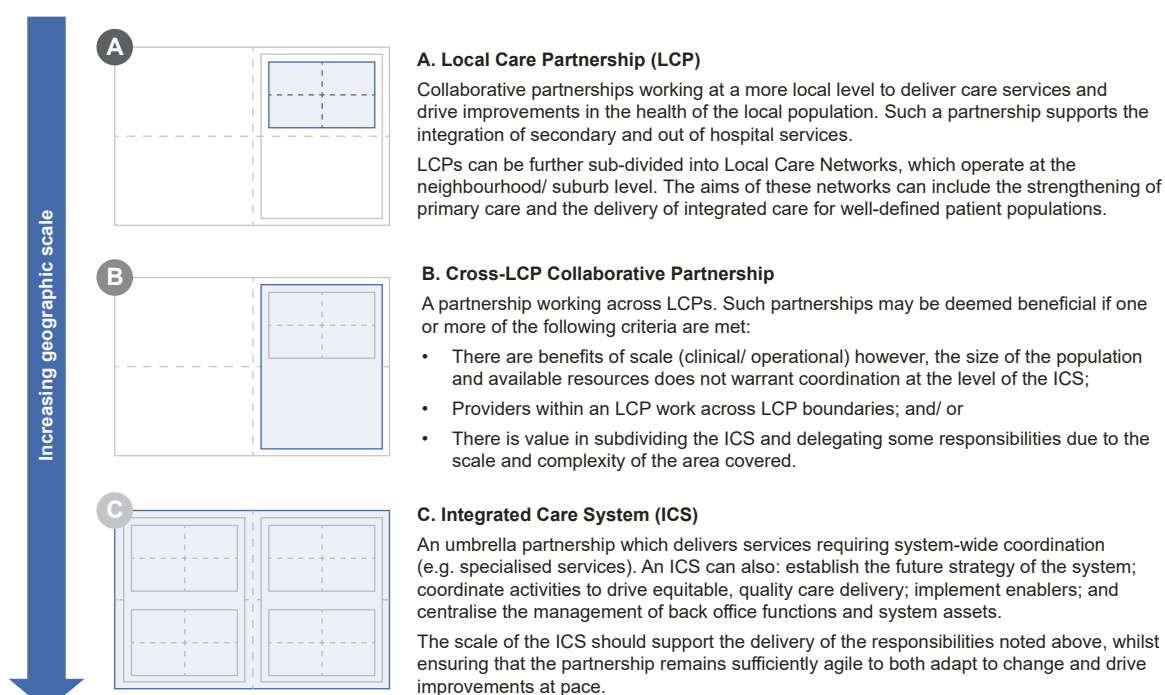 Increasing geographic scale
A
A. Local Care Partnership (LCP)
Collaborative partnerships working at a more local level to deliver care services and
drive improvements in the health of the local population. Such a partnership supports the
integration of secondary and out of hospital services.
LCPs can be further sub-divided into Local Care Networks, which operate at the
neighbourhood/ suburb level. The aims of these networks can include the strengthening of
primary care and the delivery of integrated care for well-defined patient populations.
B
B. Cross-LCP Collaborative Partnership
A partnership working across LCPs. Such partnerships may be deemed beneficial if one
or more of the following criteria are met:
• There are benefits of scale (clinical/ operational) however, the size of the population
and available resources does not warrant coordination at the level of the ICS;
• Providers within an LCP work across LCP boundaries; and/ or
• There is value in subdividing the ICS and delegating some responsibilities due to the
scale and complexity of the area covered.
C
C. Integrated Care System (ICS)
An umbrella partnership which delivers services requiring system-wide coordination
(e.g. specialised services). An ICS can also: establish the future strategy of the system;
coordinate activities to drive equitable, quality care delivery; implement enablers; and
centralise the management of back office functions and system assets.
The scale of the ICS should support the delivery of the responsibilities noted above, whilst
ensuring that the partnership remains sufficiently agile to both adapt to change and drive
improvements at pace.